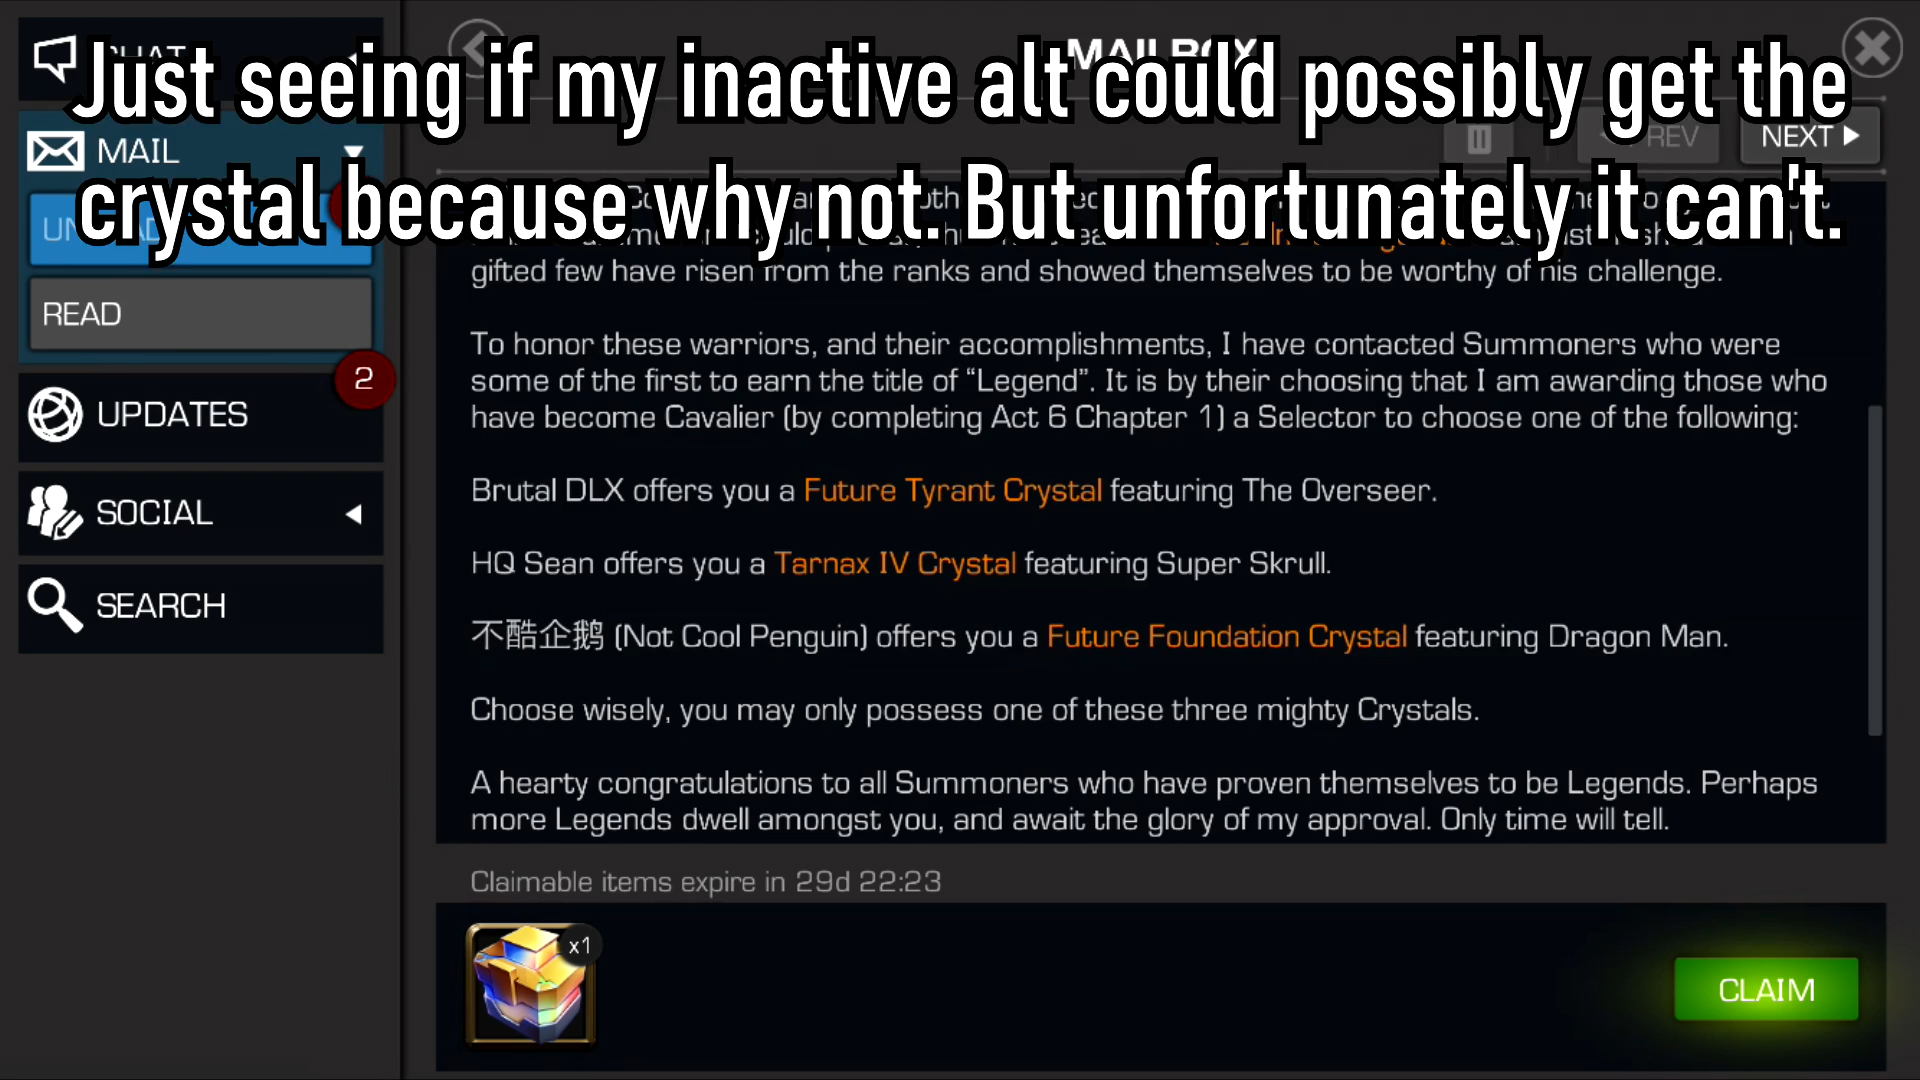 Just seeing if my inactive alt could possibly get the
crystal because why not. But unfortunately it can't.
CHAT
MAILBOX
MAIL
PREV
NEXT
READ
UPDATES
2
SOCIAL
SEARCH
gifted few have risen from the ranks and showed themselves to be worthy of his challenge.
To honor these warriors, and their accomplishments, I have contacted Summoners who were
some of the first to earn the title of “Legend”. It is by their choosing that I am awarding those who
have become Cavalier (by completing Act 6 Chapter 1) a Selector to choose one of the following:
Brutal DLX offers you a Future Tyrant Crystal featuring The Overseer.
HQ Sean offers you a Tarnax IV Crystal featuring Super Skrull.
不酷企鹅 (Not Cool Penguin) offers you a Future Foundation Crystal featuring Dragon Man.
Choose wisely, you may only possess one of these three mighty Crystals.
A hearty congratulations to all Summoners who have proven themselves to be Legends. Perhaps
more Legends dwell amongst you, and await the glory of my approval. Only time will tell.
Claimable items expire in 29d 22:23
x1
CLAIM